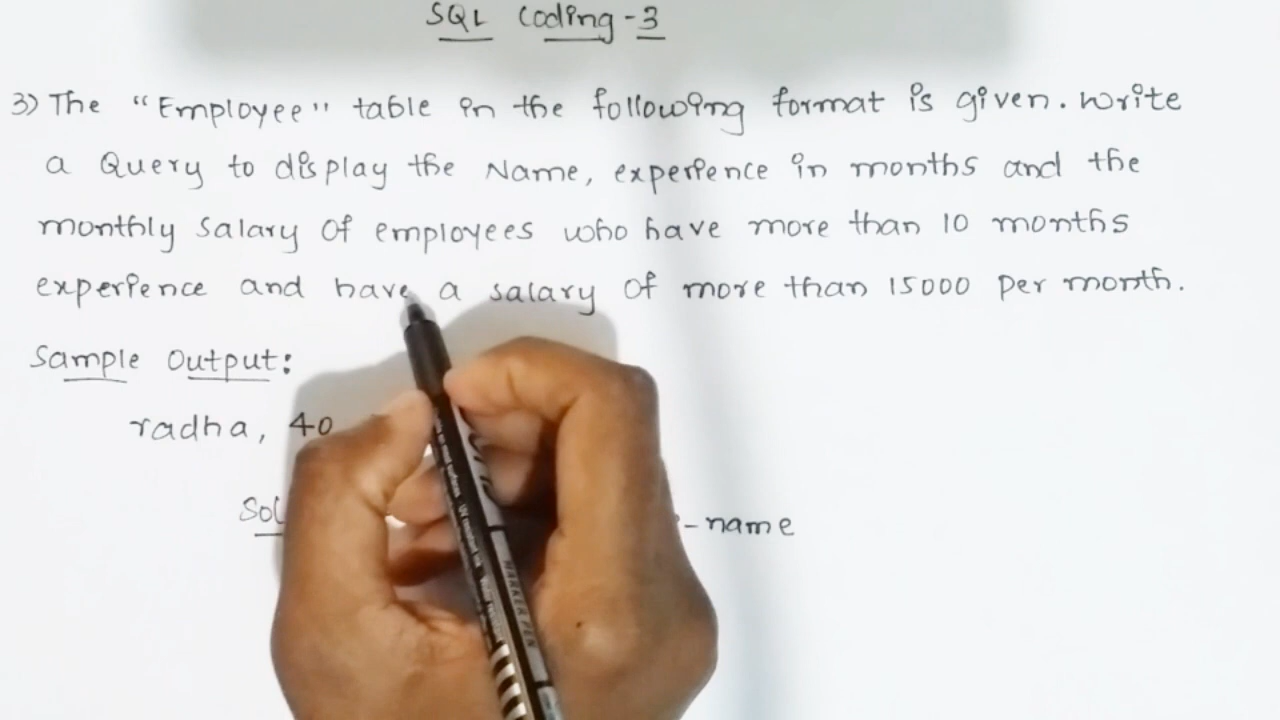 SQL Coding - 3
3) The "Employee" table in the following format is given. Write
a Query to display the Name, experience in months and the
monthly Salary Of employees who have more than 10 months
experience and have a salary Of more than 15000 per month.
Sample Output:
radha, 40
- name
MARKER PEN